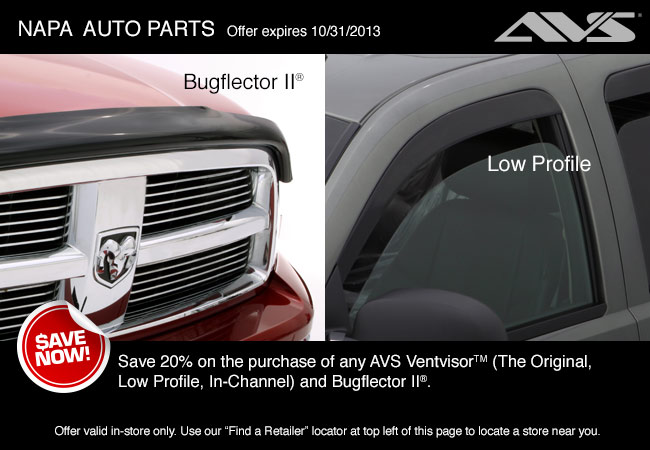 NAPA AUTO PARTS Offer expires 10/31/2013
AVS®
Bugflector II®
Low Profile
$AVE
NOW!
Save 20% on the purchase of any AVS Ventvisor™ (The Original,
Low Profile, In-Channel) and Bugflector II®.
Offer valid in-store only. Use our “Find a Retailer” locator at top left of this page to locate a store near you.